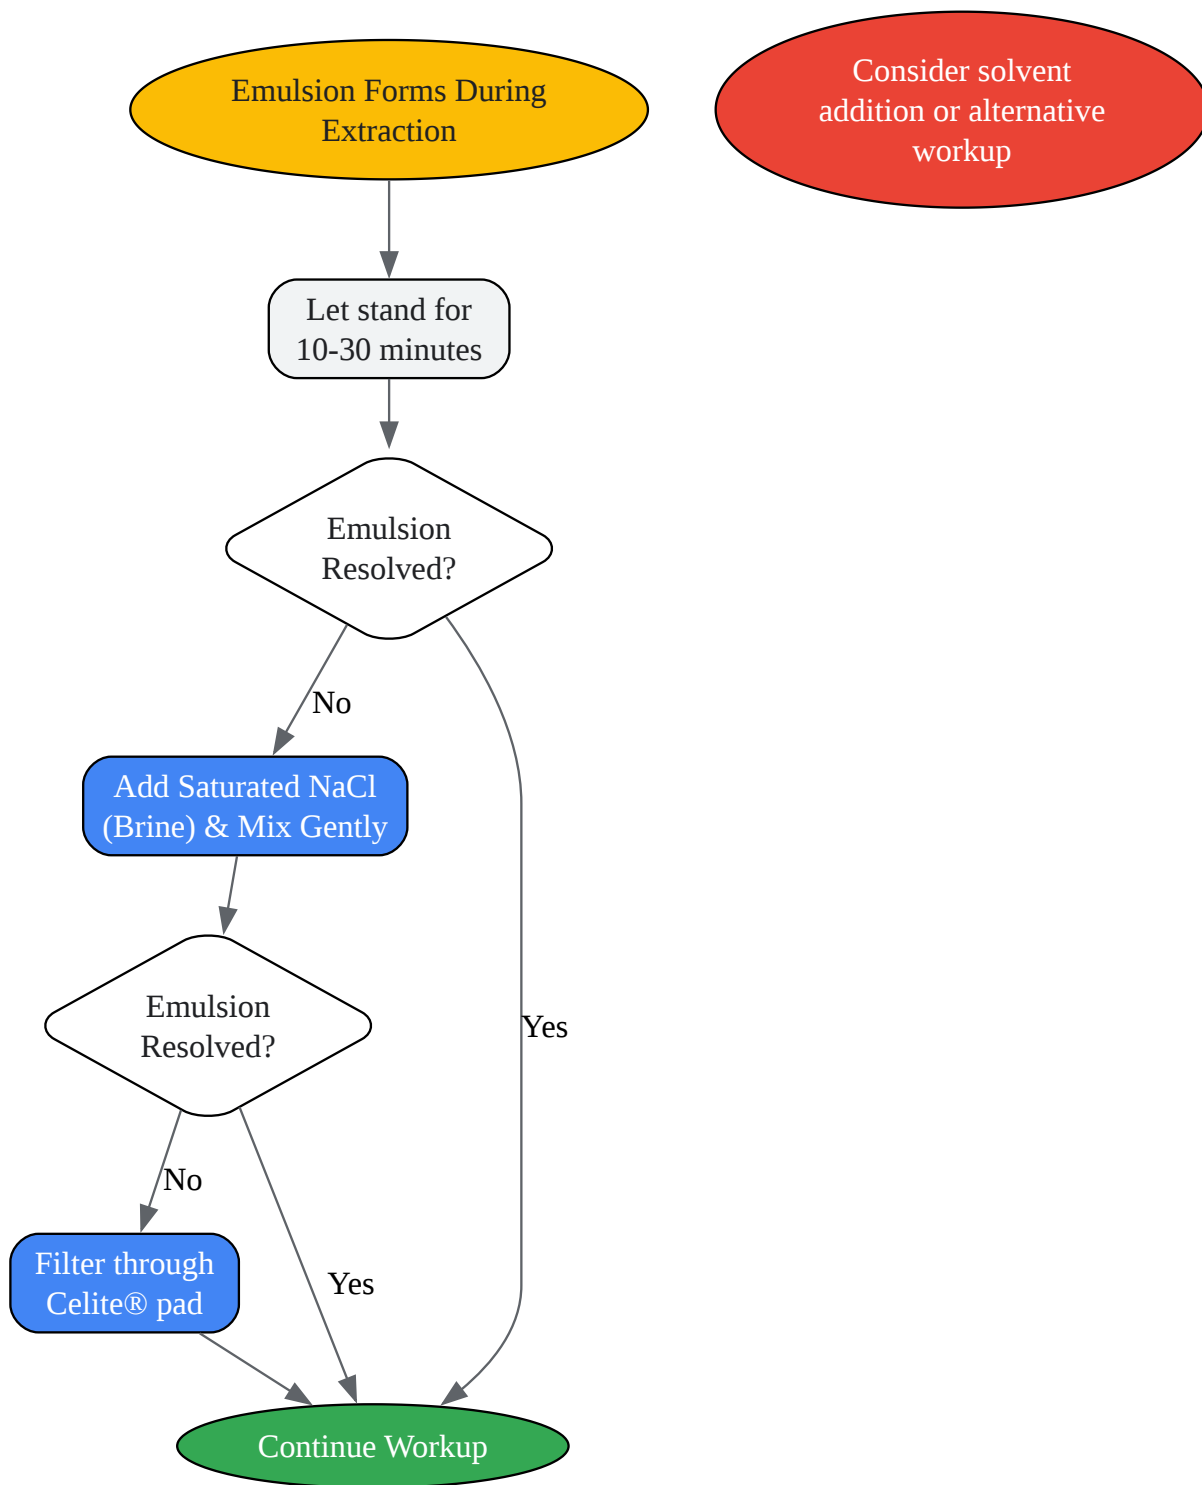 Emulsion Forms During
Extraction
Consider solvent
addition or alternative
workup
Let stand for
10-30 minutes
Emulsion
Resolved?
No
Add Saturated NaCl
(Brine) & Mix Gently
Emulsion
Resolved?
Yes
No
Filter through
Celite® pad
Yes
Continue Workup